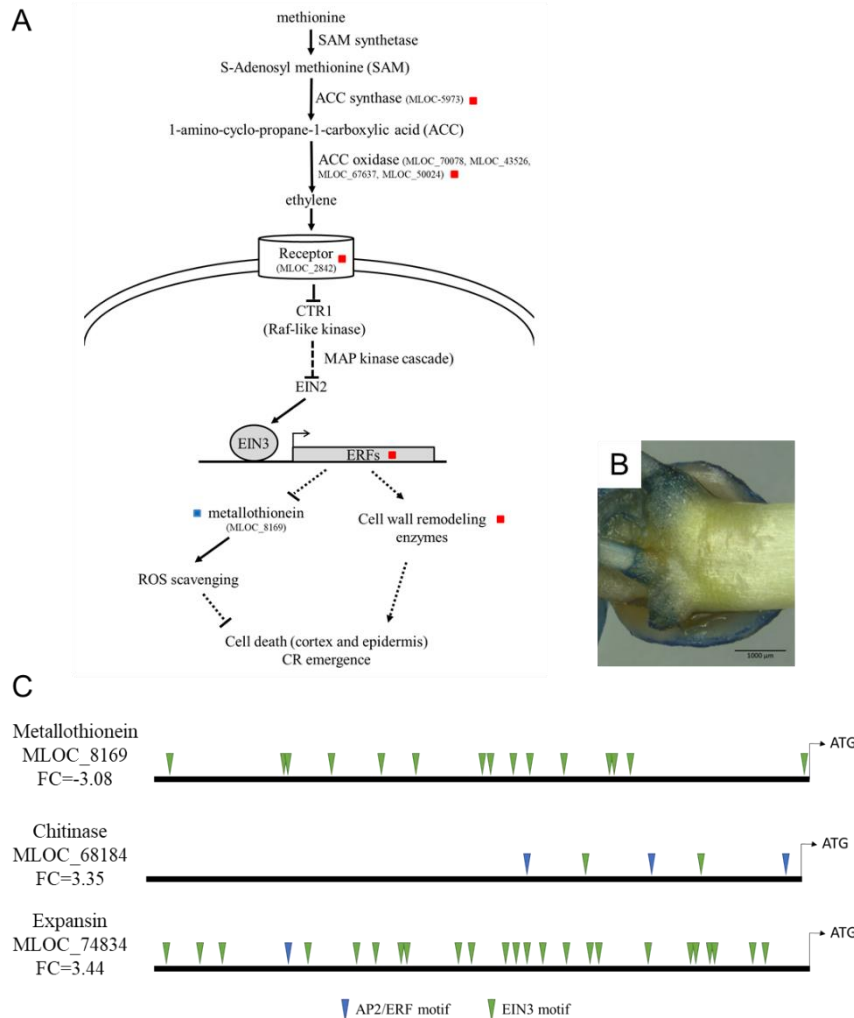 A
methionine
SAM synthetase
S-Adenosyl methionine (SAM)
ACC synthase (MLOC-5973)
1-amino-cyclo-propane-1-carboxylic acid (ACC)
ACC oxidase (MLOC_70078, MLOC_43526,
MLOC_67637, MLOC_50024)
ethylene
Receptor
(MLOC_2842)
CTR1
(Raf-like kinase)
MAP kinase cascade)
EIN2
EIN3
ERFs
metallothionein
(MLOC_8169)
Cell wall remodeling
enzymes
ROS scavenging
Cell death (cortex and epidermis)
CR emergence
B
1000 µm
C
Metallothionein
MLOC_8169
FC=-3.08
ATG
Chitinase
MLOC_68184
FC=3.35
ATG
Expansin
MLOC_74834
FC=3.44
ATG
AP2/ERF motif
EIN3 motif